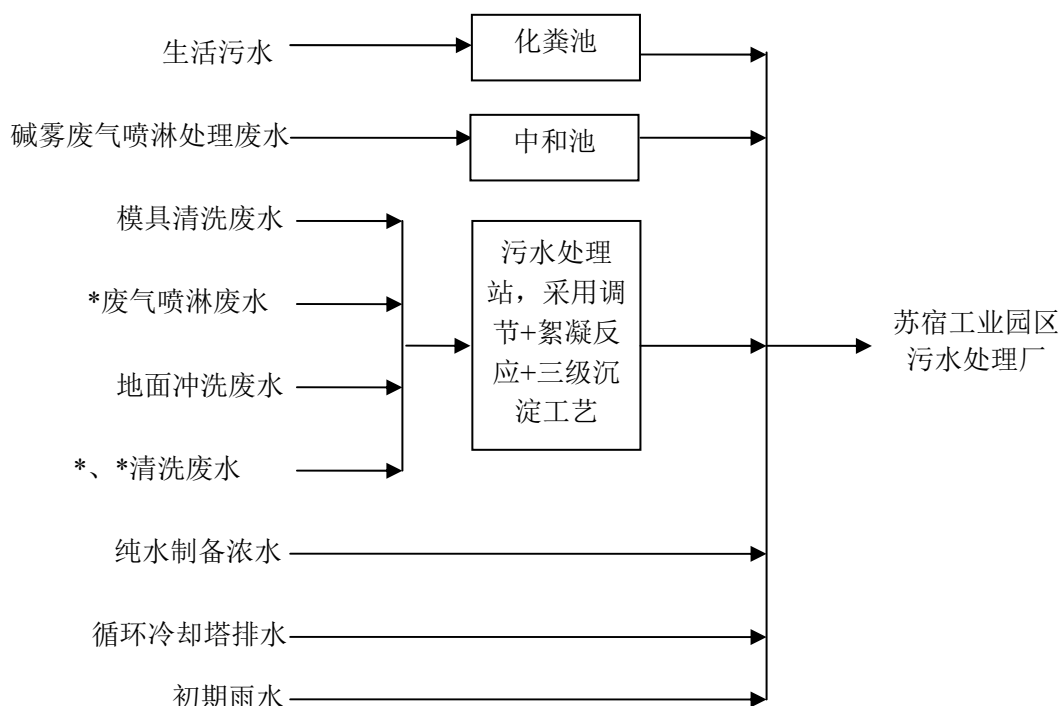 生活污水
化粪池
碱雾废气喷淋处理废水
中和池
模具清洗废水
*废气喷淋废水
地面冲洗废水
*、*清洗废水
污水处理
站，采用调
节+絮凝反
应+三级沉
淀工艺
苏宿工业园区
污水处理厂
纯水制备浓水
循环冷却塔排水
初期雨水